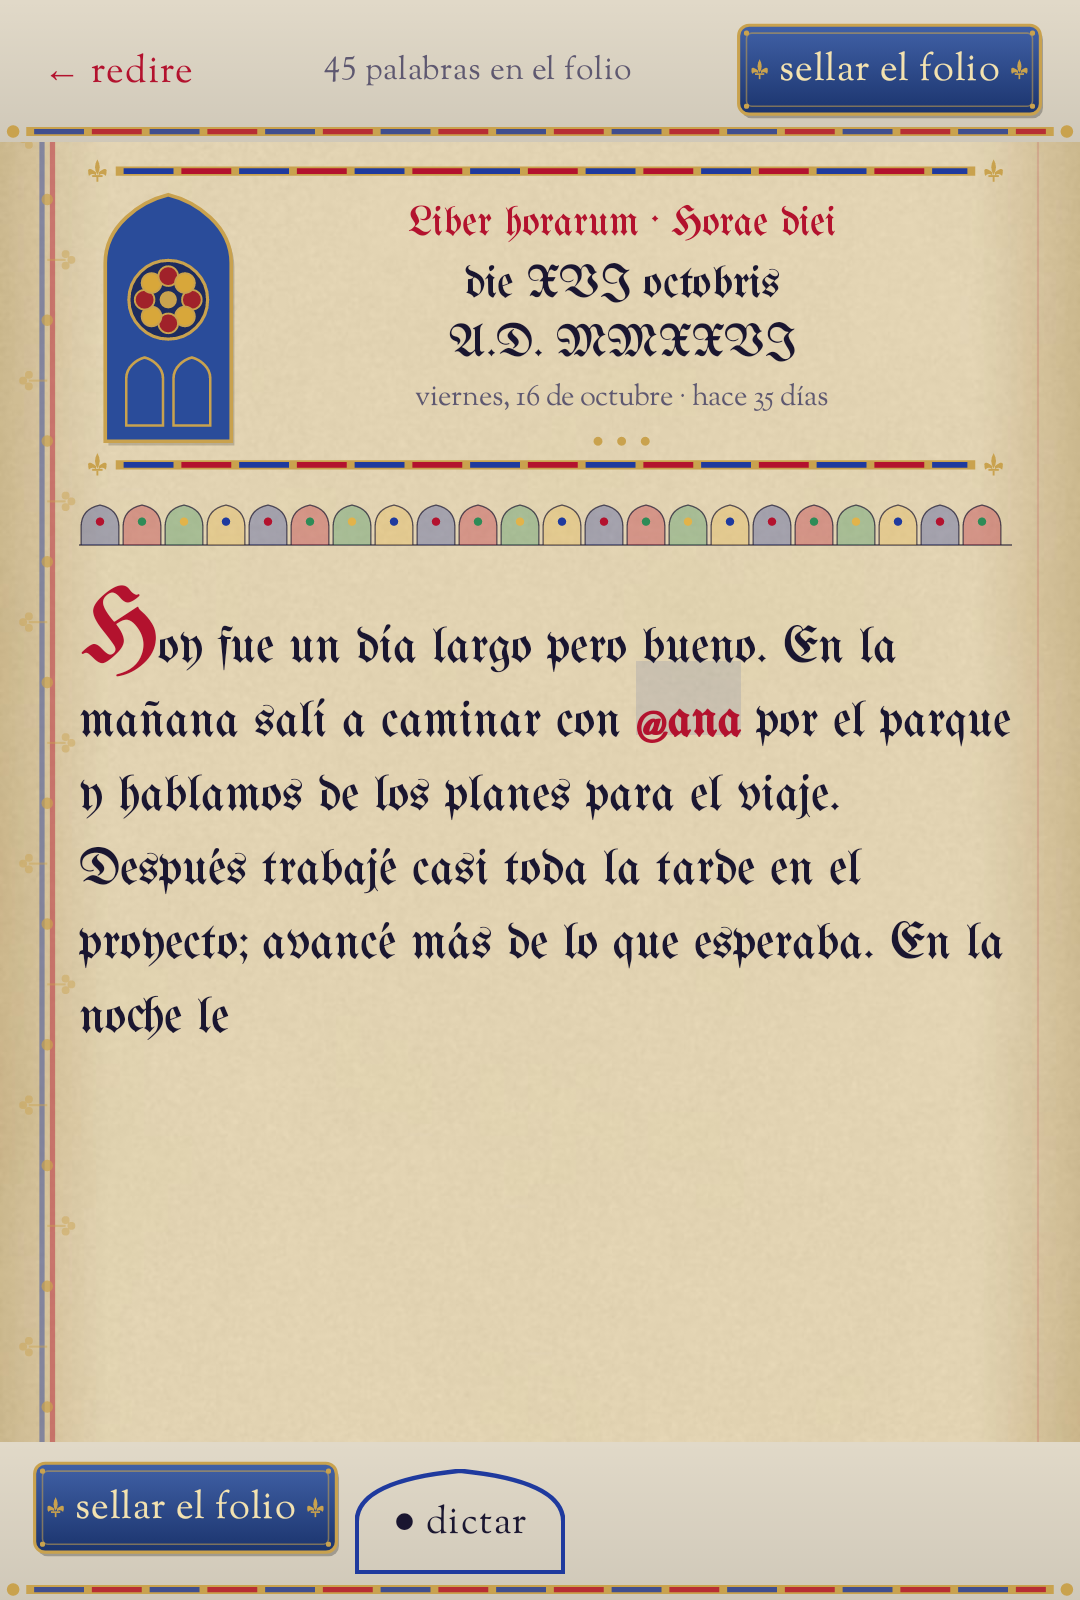 ← redire
45 palabras en el folio
sellar el folio
Liber horarum · Horae diei
die XVI octobris
A.D. MMXXVI
viernes, 16 de octubre · hace 35 días
Hoy fue un día largo pero bueno. En la
mañana salí a caminar con @ana por el parque
y hablamos de los planes para el viaje.
Después trabajé casi toda la tarde en el
proyecto; avancé más de lo que esperaba. En la
noche le
sellar el folio
● dictar